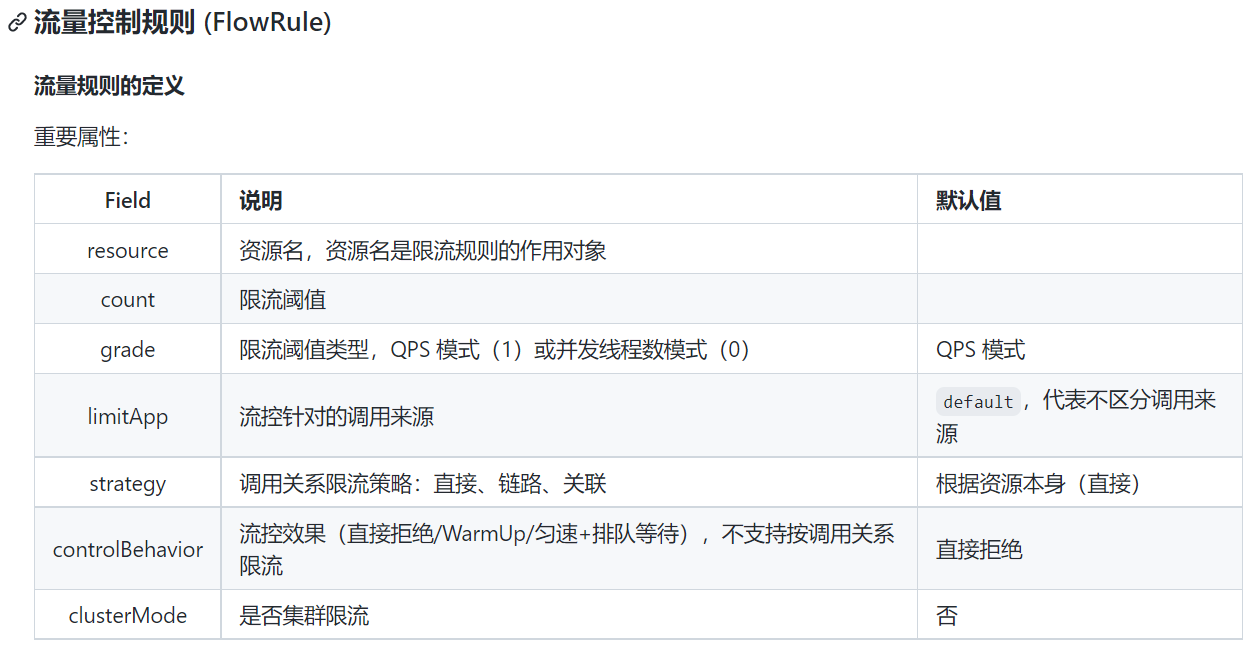 流量控制规则 (FlowRule)
流量规则的定义
重要属性：
Field 说明 默认值
resource 资源名，资源名是限流规则的作用对象
count 限流阈值
grade 限流阈值类型，QPS 模式（1）或并发线程数模式（0） QPS 模式
limitApp 流控针对的调用来源 default，代表不区分调用来
源
strategy 调用关系限流策略：直接、链路、关联 根据资源本身（直接）
controlBehavior 流控效果（直接拒绝/WarmUp/匀速+排队等待），不支持按调用关系
限流 直接拒绝
clusterMode 是否集群限流 否